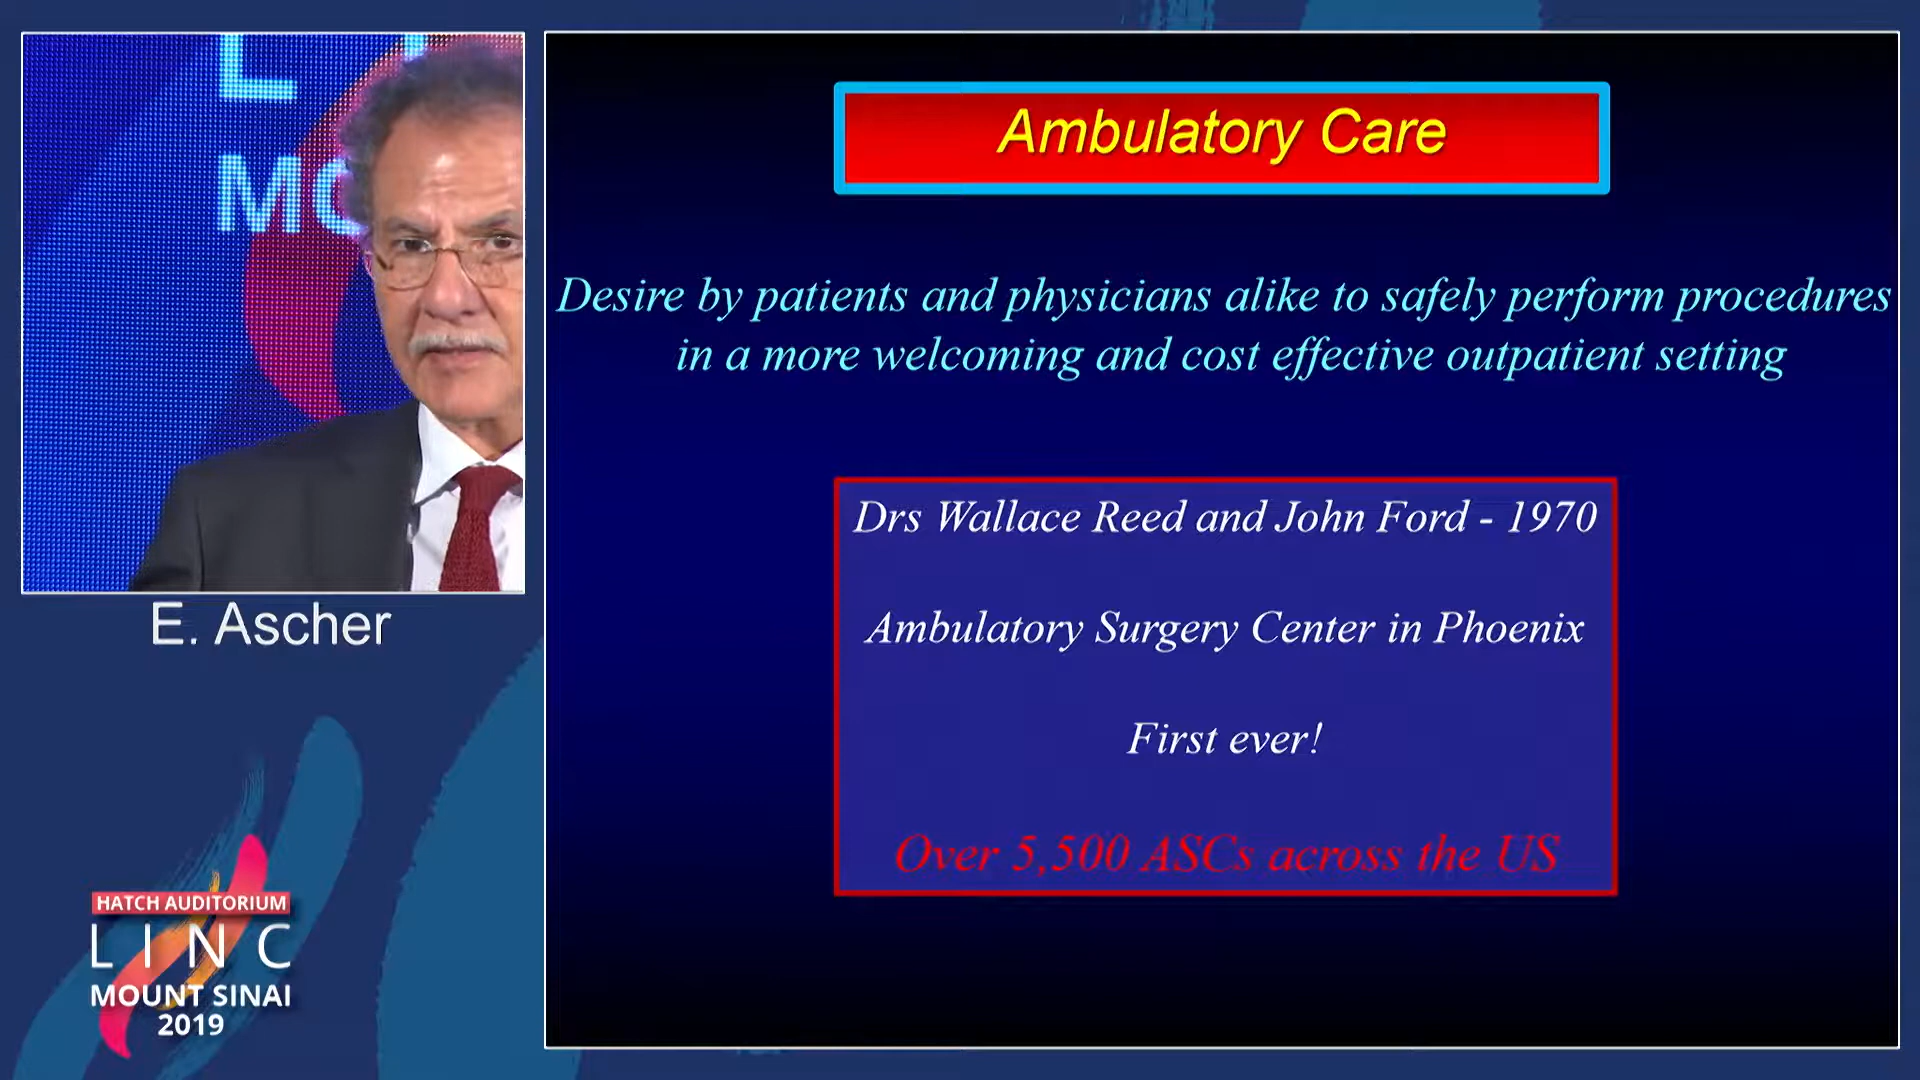 L I
MO
E. Ascher
HATCH AUDITORIUM
LINC
MOUNT SINAI
2019
Ambulatory Care
Desire by patients and physicians alike to safely perform procedures
in a more welcoming and cost effective outpatient setting
Drs Wallace Reed and John Ford - 1970
Ambulatory Surgery Center in Phoenix
First ever!
Over 5,500 ASCs across the US